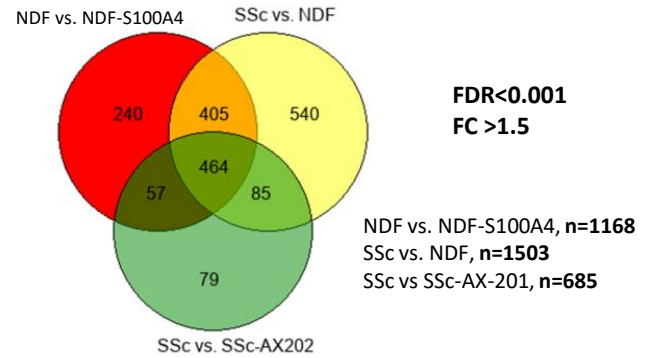 NDF vs. NDF-S100A4
SSc vs. NDF
240
405
540
464
57
85
79
SSc vs. SSc-AX202
FDR<0.001
FC >1.5
NDF vs. NDF-S100A4, n=1168
SSc vs. NDF, n=1503
SSc vs SSc-AX-201, n=685